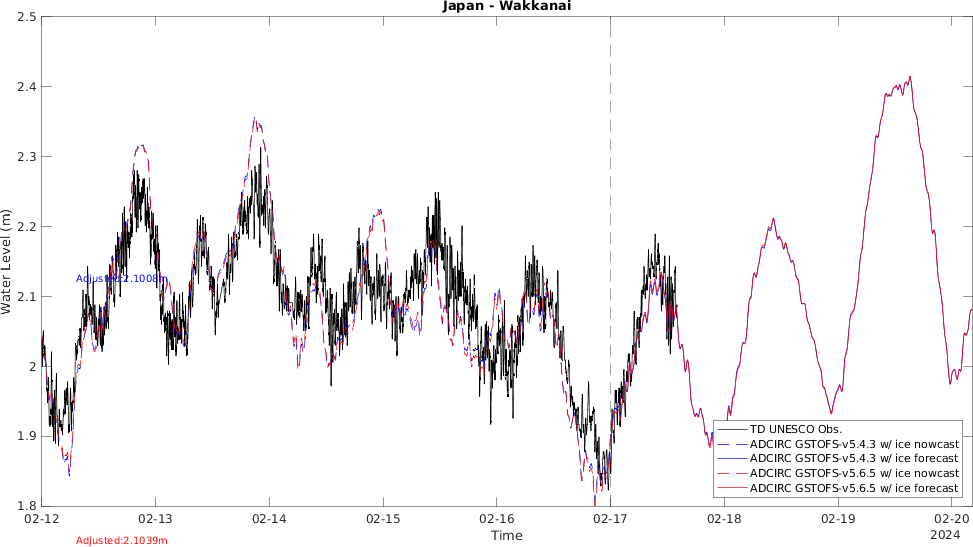 Japan - Wakkanai
Water Level (m)
2.5
2.4
2.3
2.2
2.1
2
1.9
1.8
Adjusted:2.1008m
TD UNESCO Obs.
ADCIRC GSTOFS-v5.4.3 w/ ice nowcast
ADCIRC GSTOFS-v5.4.3 w/ ice forecast
ADCIRC GSTOFS-v5.6.5 w/ ice nowcast
ADCIRC GSTOFS-v5.6.5 w/ ice forecast
02-12 02-13 02-14 02-15 02-16 02-17 02-18 02-19 02-20
Time
2024
Adjusted:2.1039m